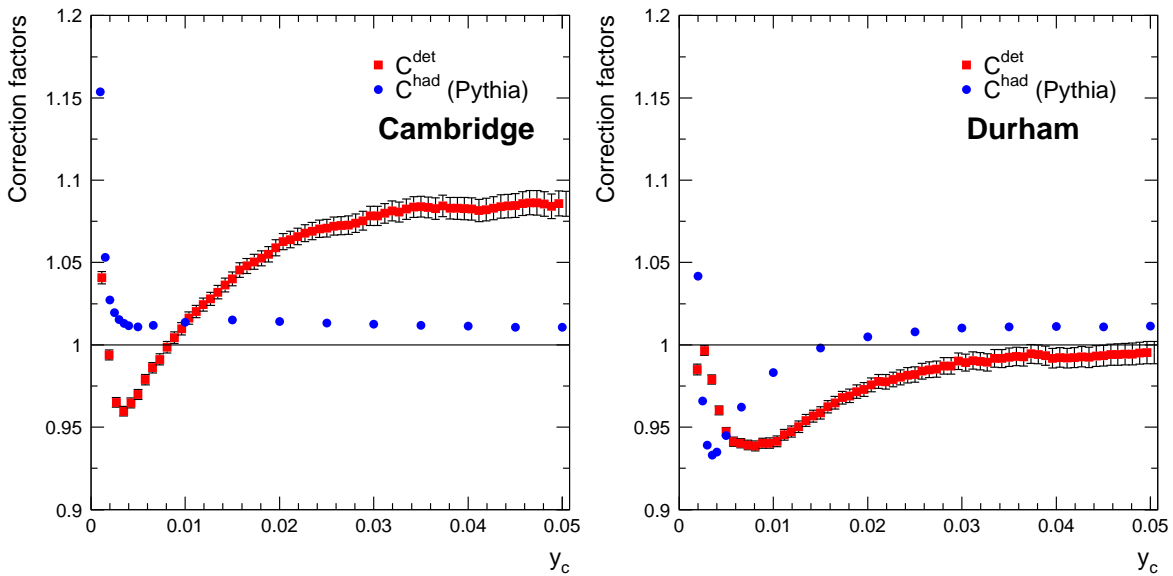 Correction factors
1.2
1.15
1.1
1.05
1
0.95
0.9
C^det
C^had (Pythia)
Cambridge
0 0.01 0.02 0.03 0.04 0.05
y_c
Correction factors
1.2
1.15
1.1
1.05
1
0.95
0.9
C^det
C^had (Pythia)
Durham
0 0.01 0.02 0.03 0.04 0.05
y_c